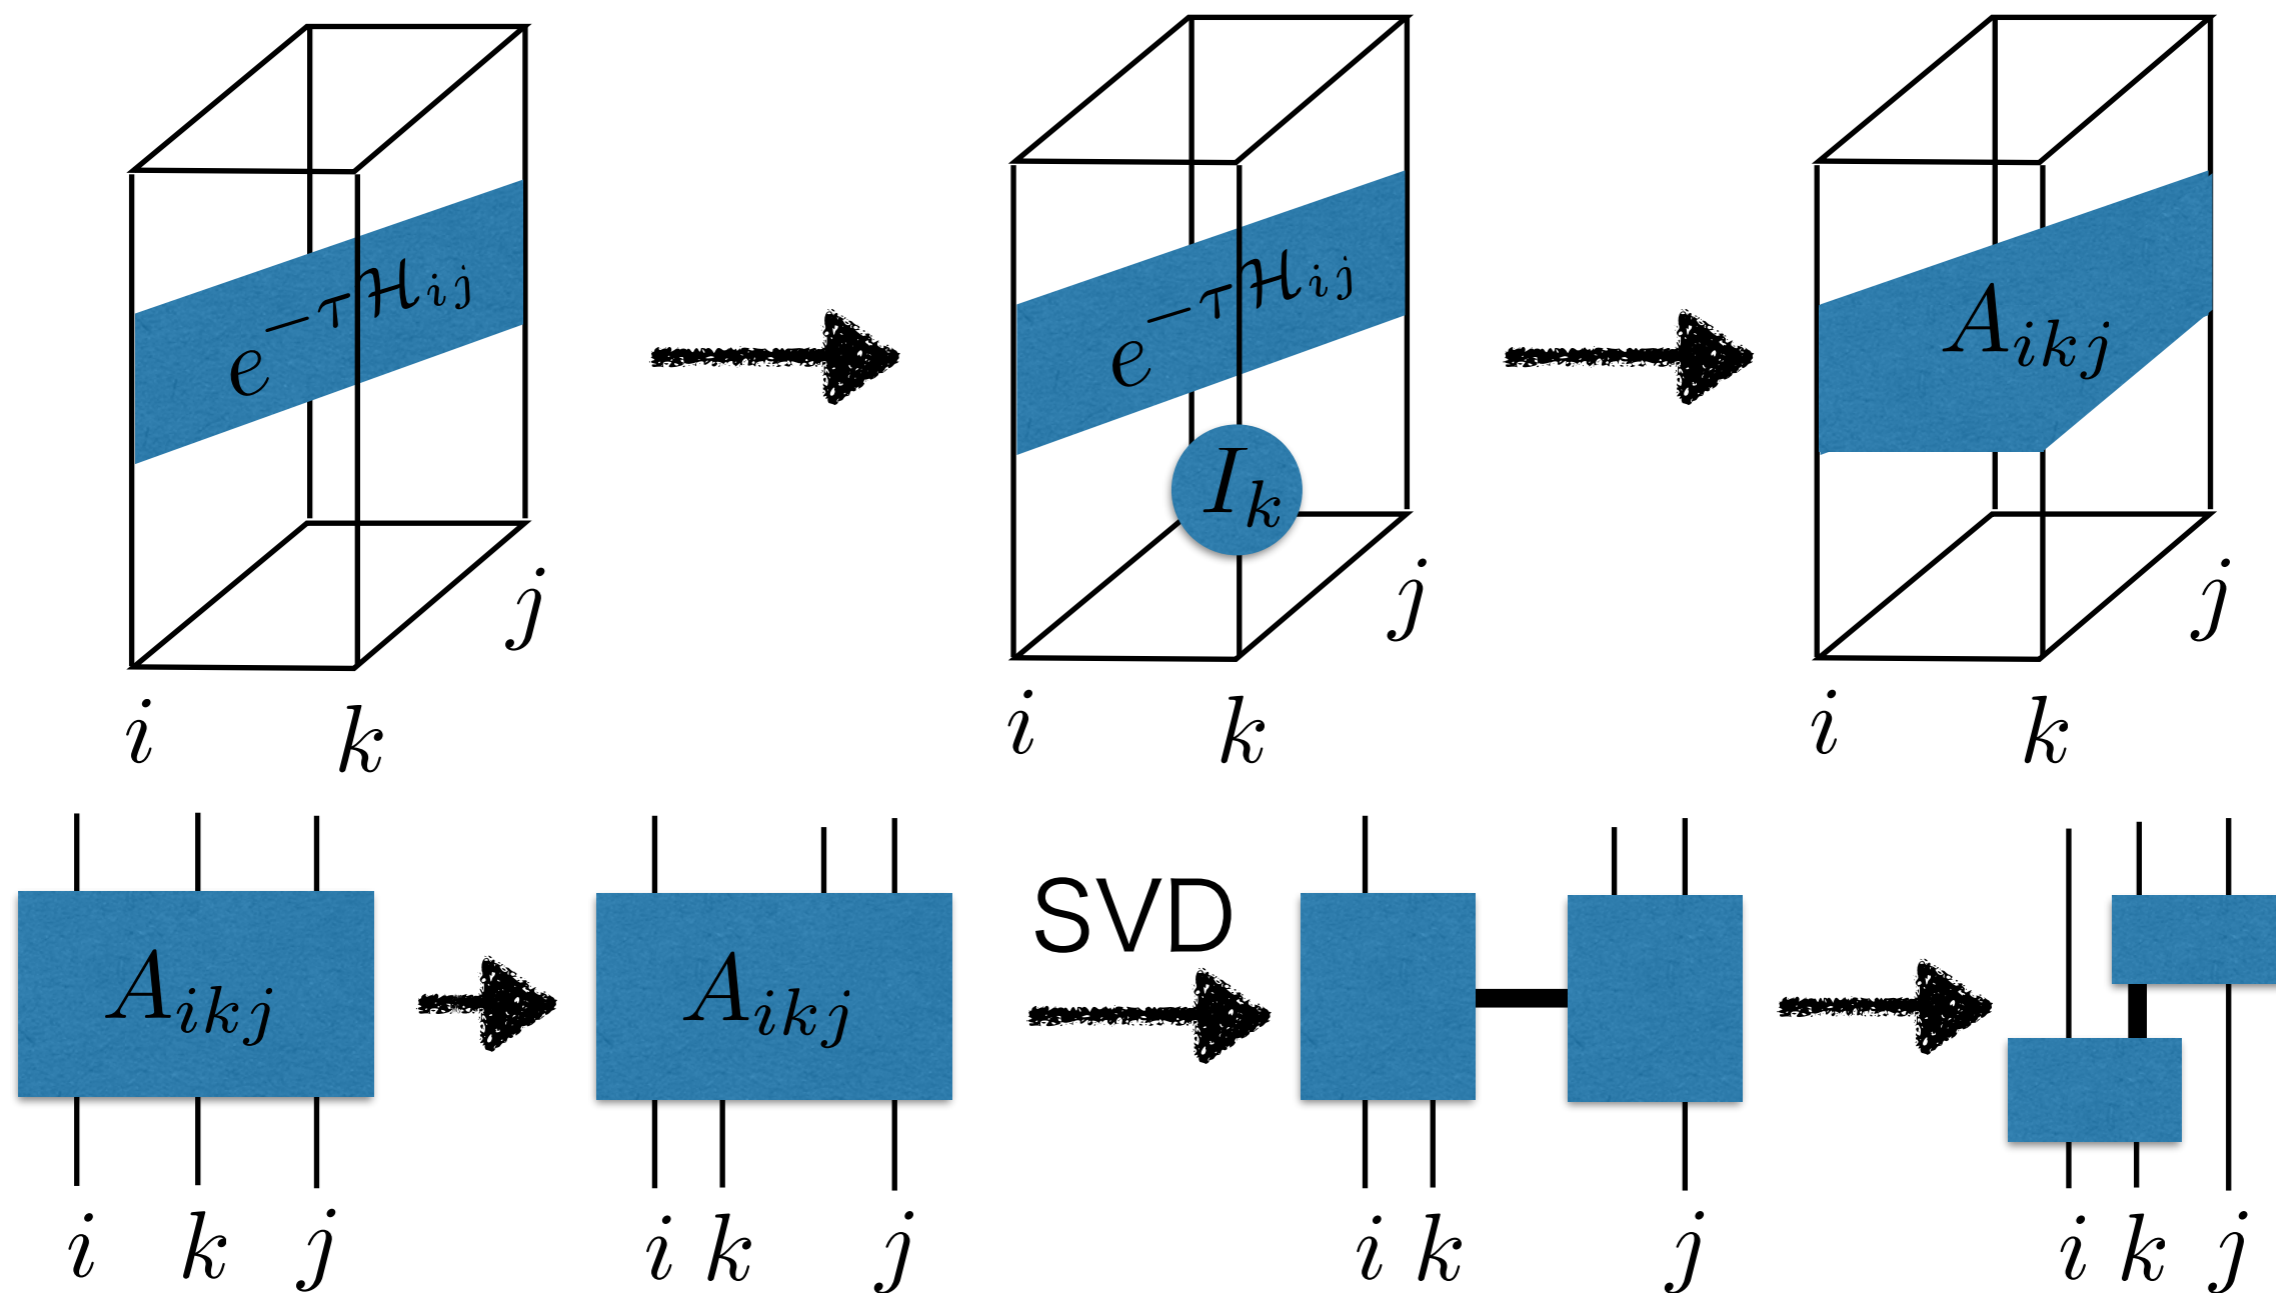 e^{-τℋ_{ij}} e^{-τℋ_{ij}} A_{ikj}
I_k
j j j
i k i k i k
SVD
A_{ikj} A_{ikj}
i k j i k j i k j i k j